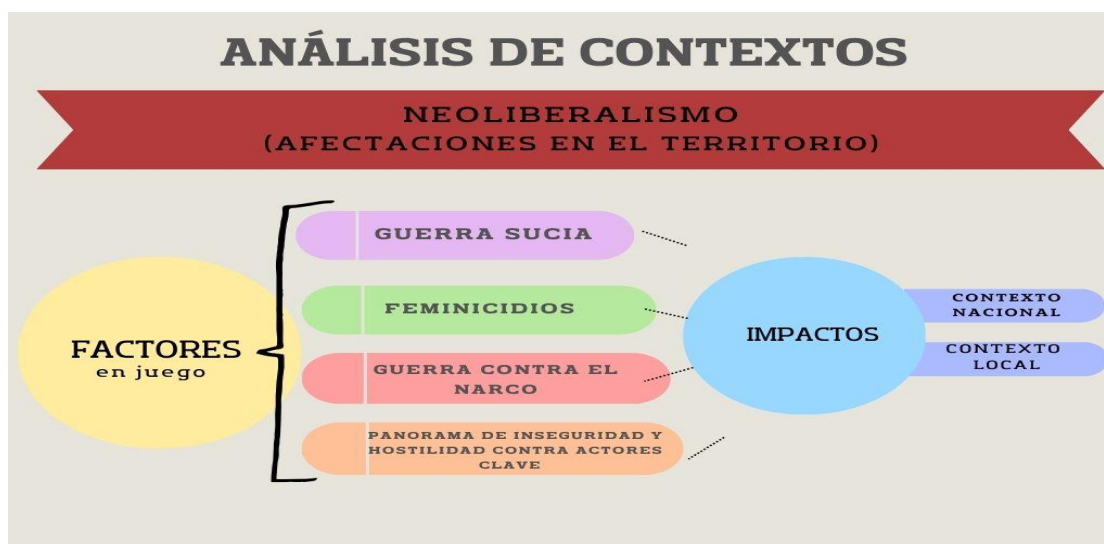 ANÁLISIS DE CONTEXTOS
NEOLIBERALISMO
(AFECTACIONES EN EL TERRITORIO)
FACTORES
en juego
GUERRA SUCIA
FEMINICIDIOS
GUERRA CONTRA EL
NARCO
PANORAMA DE INSEGURIDAD Y
HOSTILIDAD CONTRA ACTORES
CLAVE
IMPACTOS
CONTEXTO
NACIONAL
CONTEXTO
LOCAL